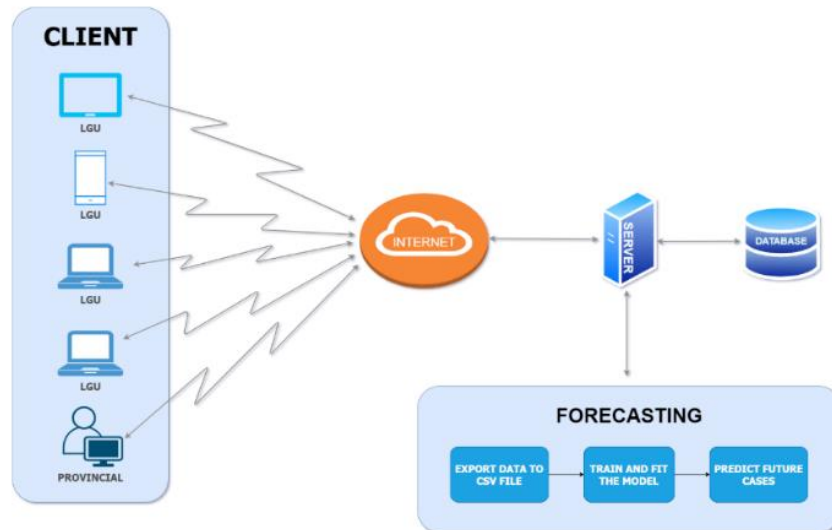 CLIENT
LGU
LGU
LGU
LGU
PROVINCIAL
INTERNET
SERVER
DATABASE
FORECASTING
EXPORT DATA TO
CSV FILE
TRAIN AND FIT
THE MODEL
PREDICT FUTURE
CASES